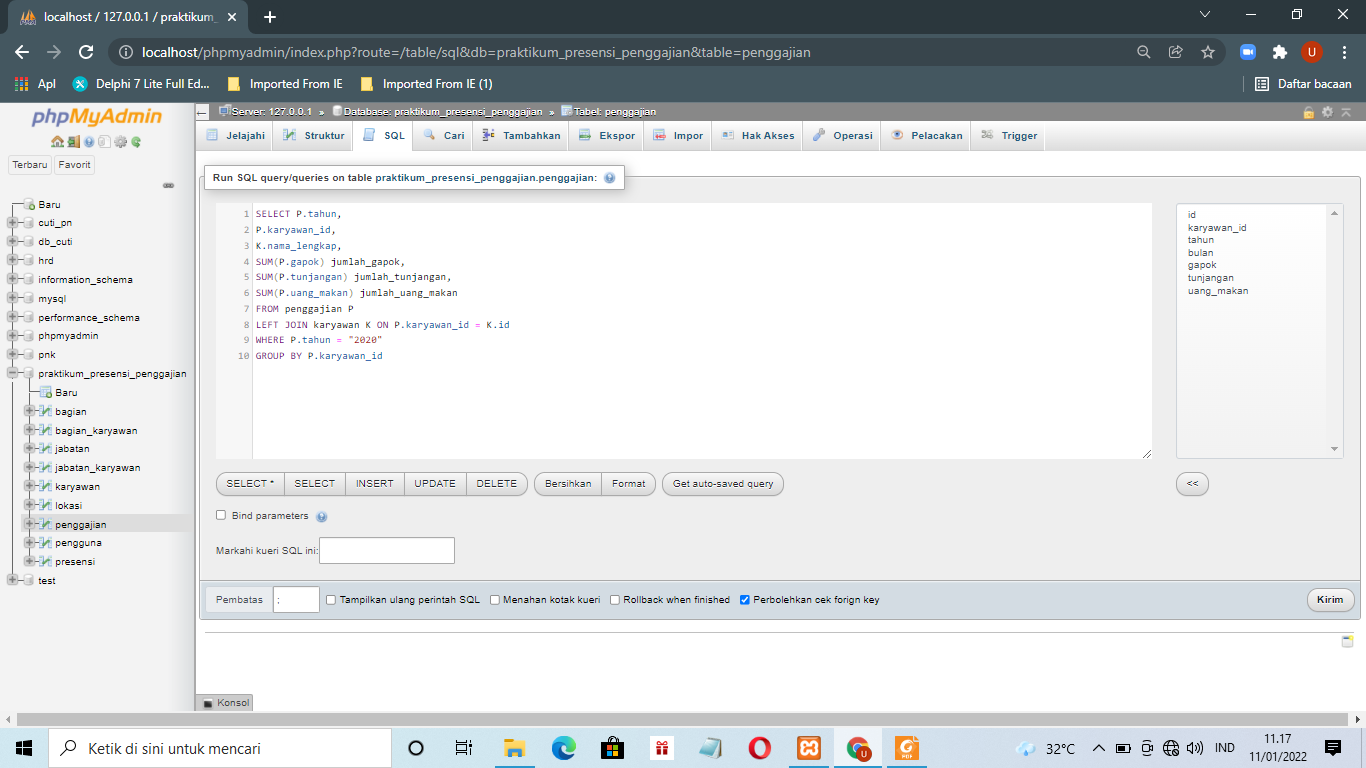 localhost / 127.0.0.1 / praktikum_
localhost/phpmyadmin/index.php?route=/table/sql&db=praktikum_presensi_penggajian&table=penggajian
U
Apl
Delphi 7 Lite Full Ed...
Imported From IE
Imported From IE (1)
Daftar bacaan
phpMyAdmin
Terbaru
Favorit
Baru
cuti_pn
db_cuti
hrd
information_schema
mysql
performance_schema
phpmyadmin
pnk
praktikum_presensi_penggajian
Baru
bagian
bagian_karyawan
jabatan
jabatan_karyawan
karyawan
lokasi
penggajian
pengguna
presensi
test
Server: 127.0.0.1 » Database: praktikum_presensi_penggajian » Tabel: penggajian
Jelajahi
Struktur
SQL
Cari
Tambahkan
Ekspor
Impor
Hak Akses
Operasi
Pelacakan
Trigger
Run SQL query/queries on table praktikum_presensi_penggajian.penggajian:
1 SELECT P.tahun,
2 P.karyawan_id,
3 K.nama_lengkap,
4 SUM(P.gapok) jumlah_gapok,
5 SUM(P.tunjangan) jumlah_tunjangan,
6 SUM(P.uang_makan) jumlah_uang_makan
7 FROM penggajian P
8 LEFT JOIN karyawan K ON P.karyawan_id = K.id
9 WHERE P.tahun = "2020"
10 GROUP BY P.karyawan_id
id
karyawan_id
tahun
bulan
gapok
tunjangan
uang_makan
SELECT *
SELECT
INSERT
UPDATE
DELETE
Bersihkan
Format
Get auto-saved query
<<
Bind parameters
Markahi kueri SQL ini:
Pembatas
;
Tampilkan ulang perintah SQL
Menahan kotak kueri
Rollback when finished
Perbolehkan cek forign key
Kirim
Konsol
Ketik di sini untuk mencari
32°C
IND
11.17
11/01/2022